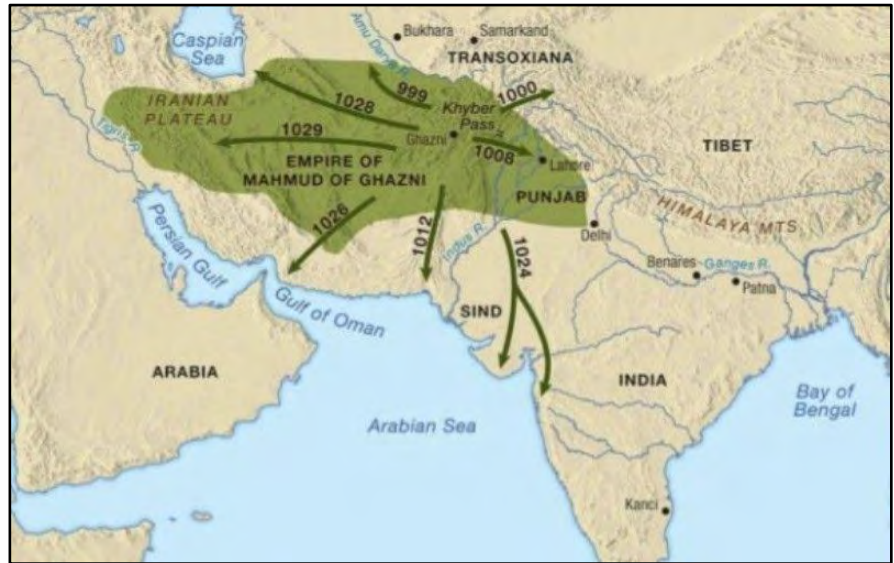 Caspian
Sea
Bukhara
Samarkand
TRANSOXIANA
Amu Darya R.
999
1000
IRANIAN
PLATEAU
1028
Khyber
Pass
Tigris R.
1029
Ghazni
1008
Lahore
TIBET
EMPIRE OF
MAHMUD OF GHAZNI
PUNJAB
HIMALAYA MTS
1026
1012
Indus R.
1024
Delhi
Persian Gulf
Benares
Ganges R.
Patna
Gulf of Oman
SIND
ARABIA
INDIA
Bay of
Bengal
Arabian Sea
Kanci